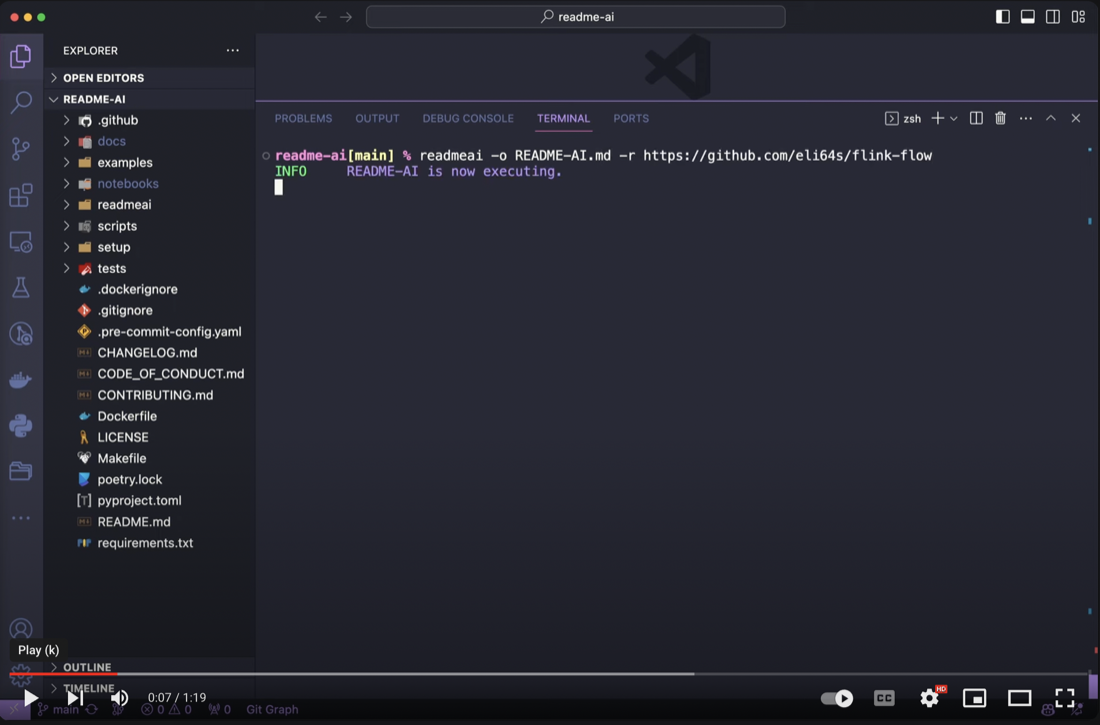 readme-ai
EXPLORER
OPEN EDITORS
README-AI
.github
docs
examples
notebooks
readmeai
scripts
setup
tests
.dockerignore
.gitignore
.pre-commit-config.yaml
CHANGELOG.md
CODE_OF_CONDUCT.md
CONTRIBUTING.md
Dockerfile
LICENSE
Makefile
poetry.lock
pyproject.toml
README.md
requirements.txt
OUTLINE
TIMELINE
PROBLEMS OUTPUT DEBUG CONSOLE TERMINAL PORTS zsh
readme-ai[main] % readmeai -o README-AI.md -r https://github.com/eli64s/flink-flow
INFO README-AI is now executing.
Play (k)
0:07 / 1:19
CC
HD
main 0 0 0 Git Graph